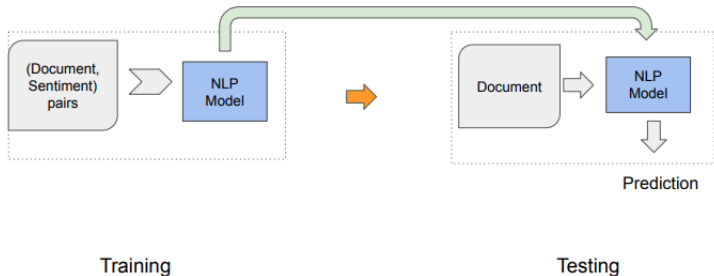 (Document,
Sentiment)
pairs
NLP
Model
Document
NLP
Model
Prediction
Training
Testing